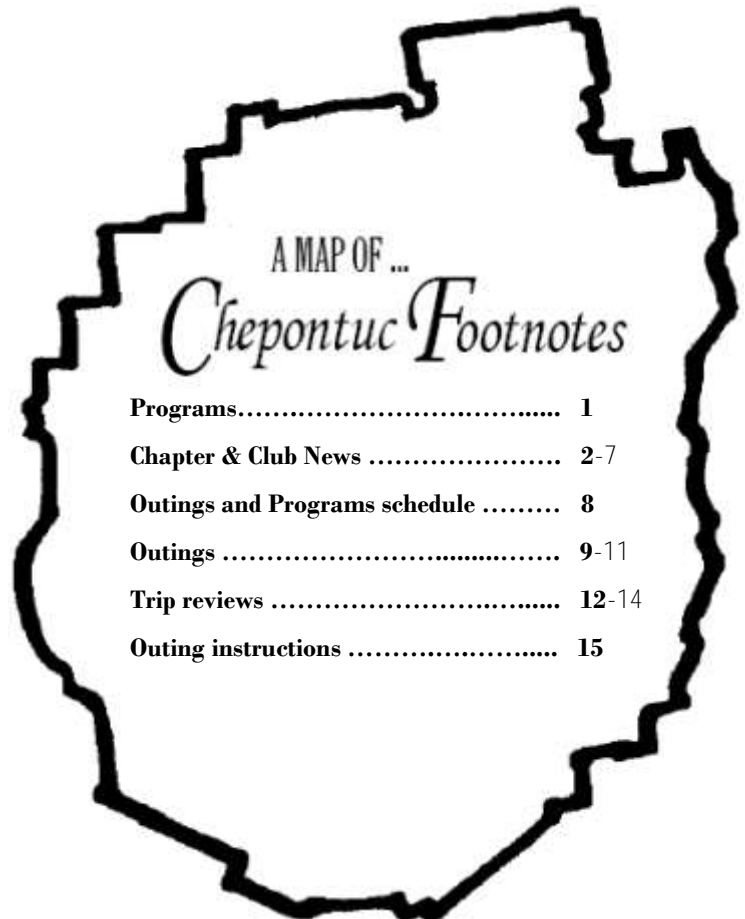 A MAP OF ...
Chepontuc Footnotes
Programs…….………………….……...... 1
Chapter & Club News …………………. 2-7
Outings and Programs schedule ……… 8
Outings …………………….........……. 9-11
Trip reviews …………………….…...... 12-14
Outing instructions ……….….……..... 15